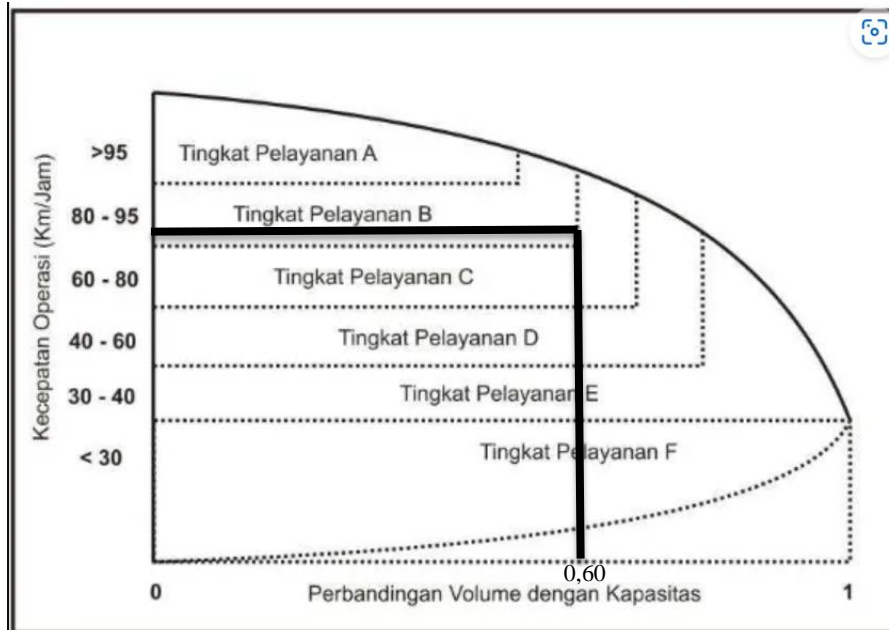 >95
Tingkat Pelayanan A
80 - 95
Tingkat Pelayanan B
60 - 80
Tingkat Pelayanan C
40 - 60
Tingkat Pelayanan D
30 - 40
Tingkat Pelayanan E
< 30
Tingkat Pelayanan F
Kecepatan Operasi (Km/Jam)
0,60
0
Perbandingan Volume dengan Kapasitas
1